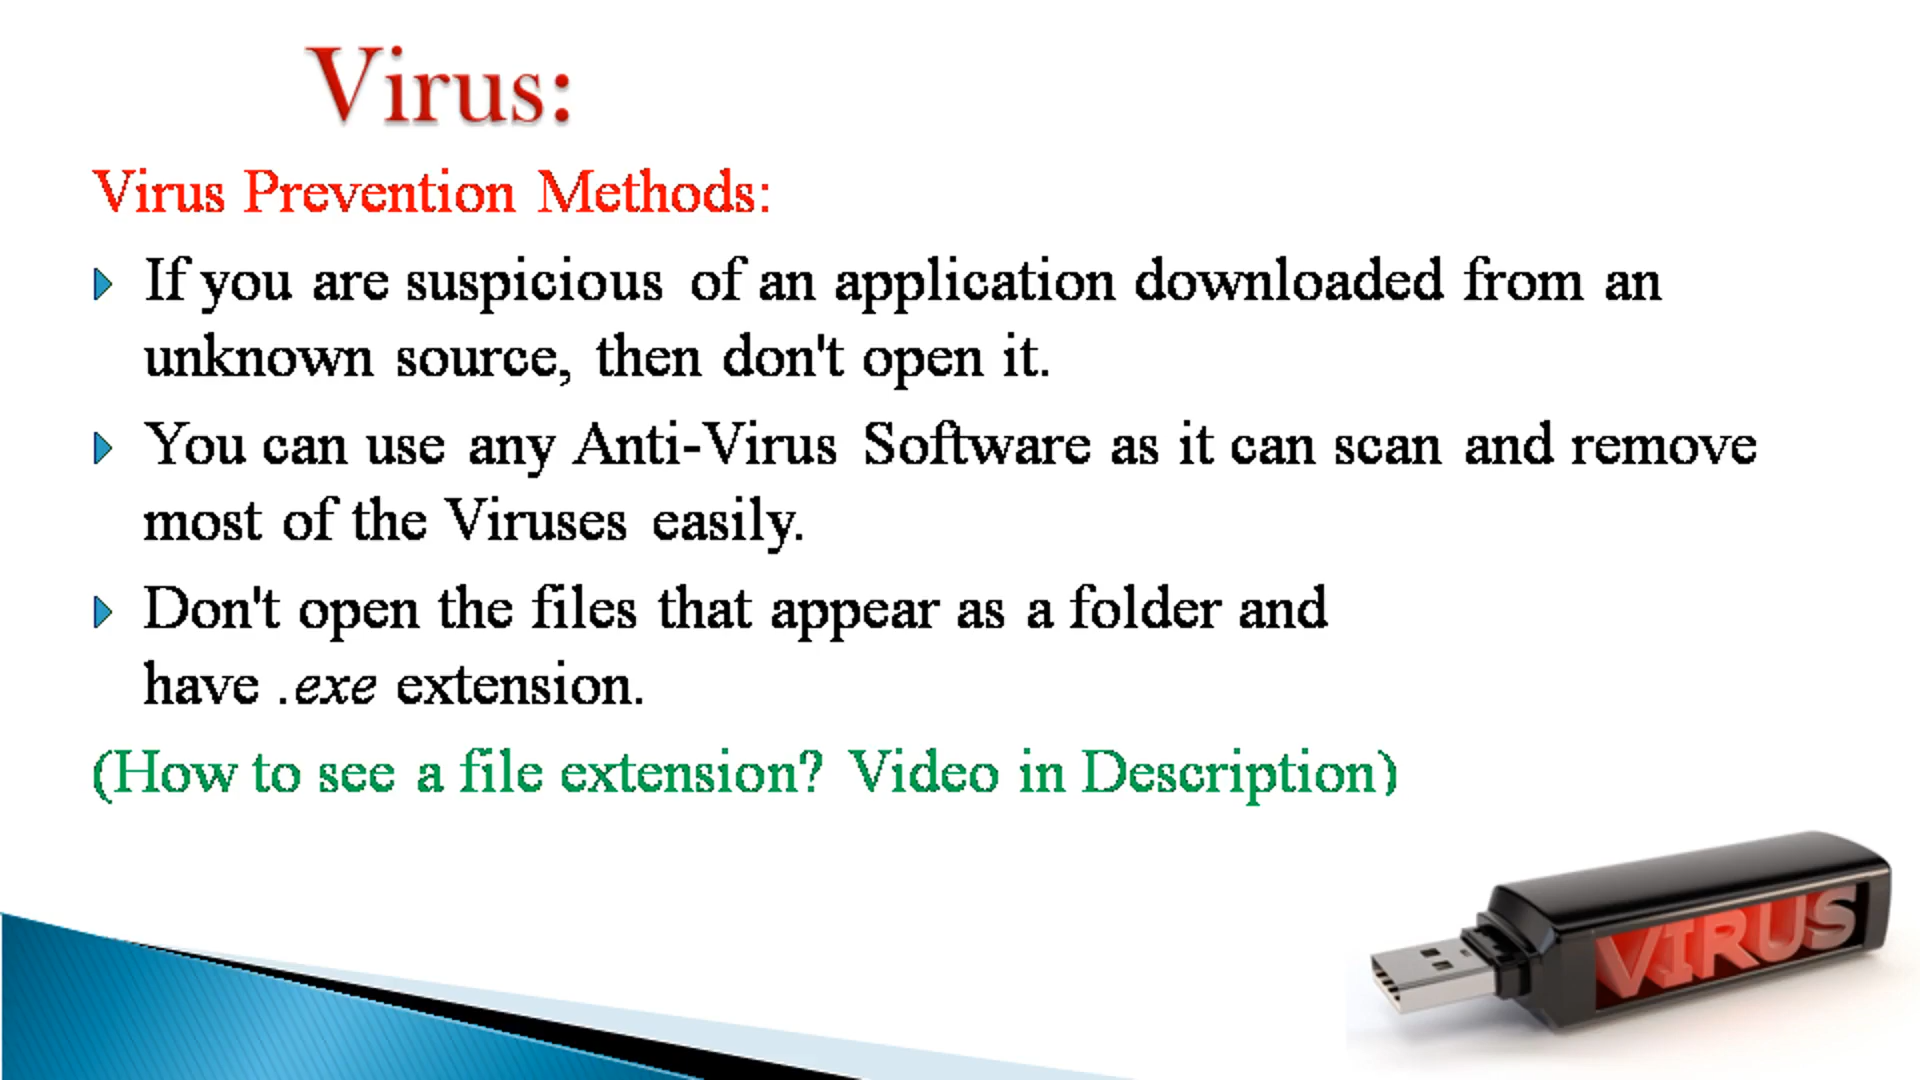 Virus:
Virus Prevention Methods:
If you are suspicious of an application downloaded from an
unknown source, then don't open it.
You can use any Anti-Virus Software as it can scan and remove
most of the Viruses easily.
Don't open the files that appear as a folder and
have .exe extension.
(How to see a file extension? Video in Description)
VIRUS